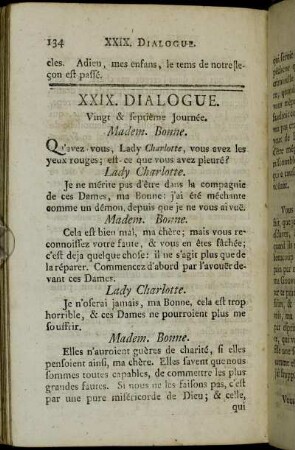 134 XXIX. DIALOGUE.
cles. Adieu, mes enfans, le tems de notre le-
çon est passé.
XXIX. DIALOGUE.
Vingt & septième Journée.
Madem. Bonne.
Qu'avez-vous, Lady Charlotte, vous avez les
yeux rouges; est-ce que vous avez pleuré?
Lady Charlotte.
Je ne mérite pas d'être dans la compagnie
de ces Dames, ma Bonne: j'ai été méchante
comme un démon, depuis que je ne vous ai vuë.
Madem. Bonne.
Cela est bien mal, ma chère; mais vous re-
connoissez votre faute, & vous en êtes fâchée;
c'est deja quelque chose: il ne s'agit plus que de
la réparer. Commencez d'abord par l'avouër de-
vant ces Dames.
Lady Charlotte.
Je n'oserai jamais, ma Bonne, cela est trop
horrible, & ces Dames ne pourroient plus me
souffrir.
Madem. Bonne.
Elles n'auroient guères de charité, si elles
pensoient ainsi, ma chère. Elles savent que nous
sommes toutes capables, de commettre les plus
grandes fautes. Si nous ne les faisons pas, c'est
par une pure miséricorde de Dieu; & celle,
qui